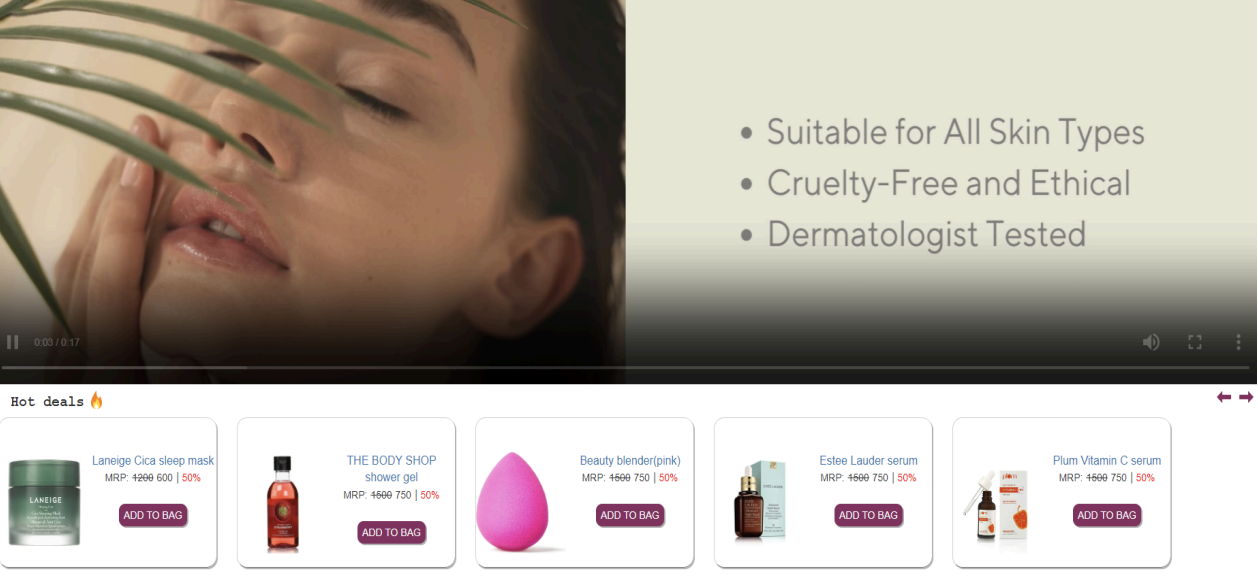 • Suitable for All Skin Types
• Cruelty-Free and Ethical
• Dermatologist Tested
0:03 / 0:17
Hot deals
LANEIGE
Laneige Cica sleep mask
MRP: 1200 600 | 50%
ADD TO BAG
THE BODY SHOP
shower gel
MRP: 1500 750 | 50%
ADD TO BAG
Beauty blender(pink)
MRP: 1500 750 | 50%
ADD TO BAG
Estee Lauder serum
MRP: 1500 750 | 50%
ADD TO BAG
plum
Plum Vitamin C serum
MRP: 1500 750 | 50%
ADD TO BAG